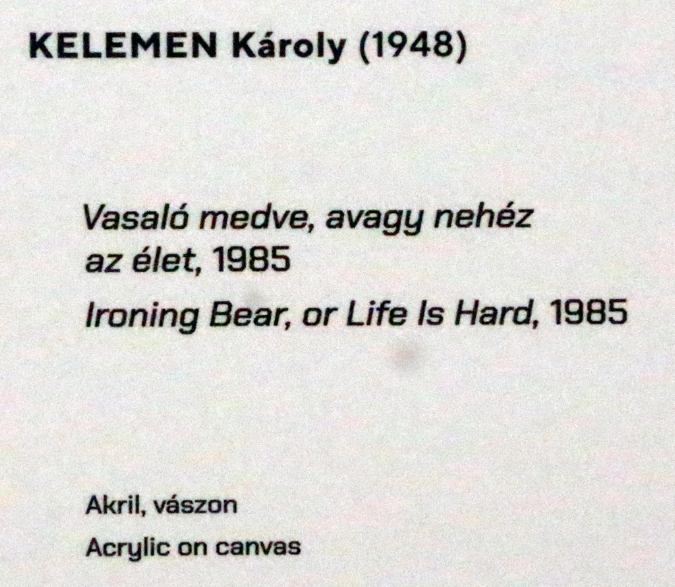 KELEMEN Károly (1948)
Vasaló medve, avagy nehéz
az élet, 1985
Ironing Bear, or Life Is Hard, 1985
Akril, vászon
Acrylic on canvas